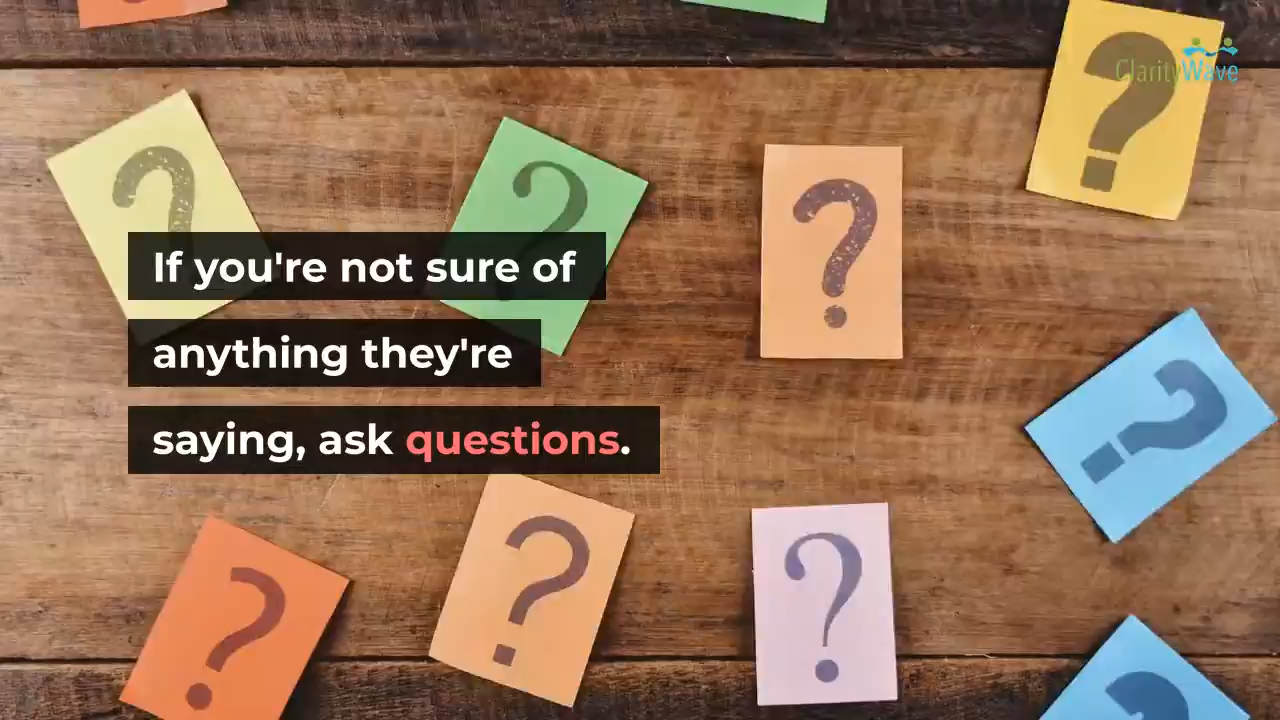 ClarityWave
If you're not sure of
anything they're
saying, ask questions.
?
?
?
?
?
?
?
?
?